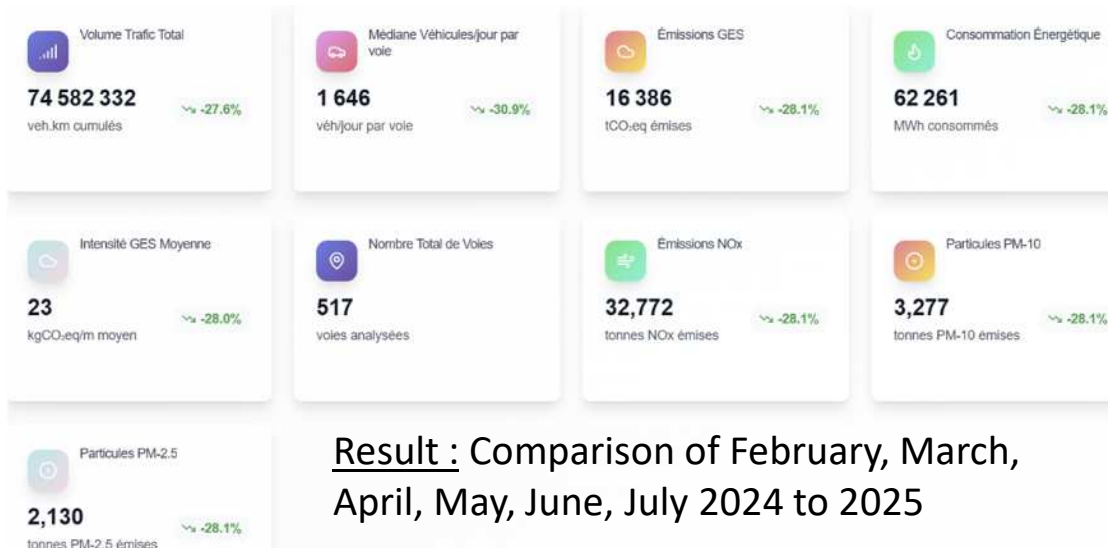 Volume Trafic Total
74 582 332
-27.6%
veh.km cumulés
Médiane Véhicules/jour par
voie
1 646
-30.9%
véh/jour par voie
Émissions GES
16 386
-28.1%
tCO₂eq émises
Consommation Énergétique
62 261
-28.1%
MWh consommés
Intensité GES Moyenne
23
-28.0%
kgCO₂eq/m moyen
Nombre Total de Voies
517
voies analysées
Émissions NOx
32,772
-28.1%
tonnes NOx émises
Particules PM-10
3,277
-28.1%
tonnes PM-10 émises
Particules PM-2.5
2,130
-28.1%
tonnes PM-2.5 émises
Result : Comparison of February, March,
April, May, June, July 2024 to 2025